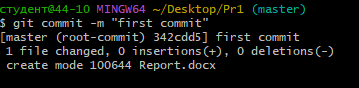 студент@44-10 MINGW64 ~/Desktop/Pr1 (master)
$ git commit -m "first commit"
[master (root-commit) 342cdd5] first commit
 1 file changed, 0 insertions(+), 0 deletions(-)
 create mode 100644 Report.docx